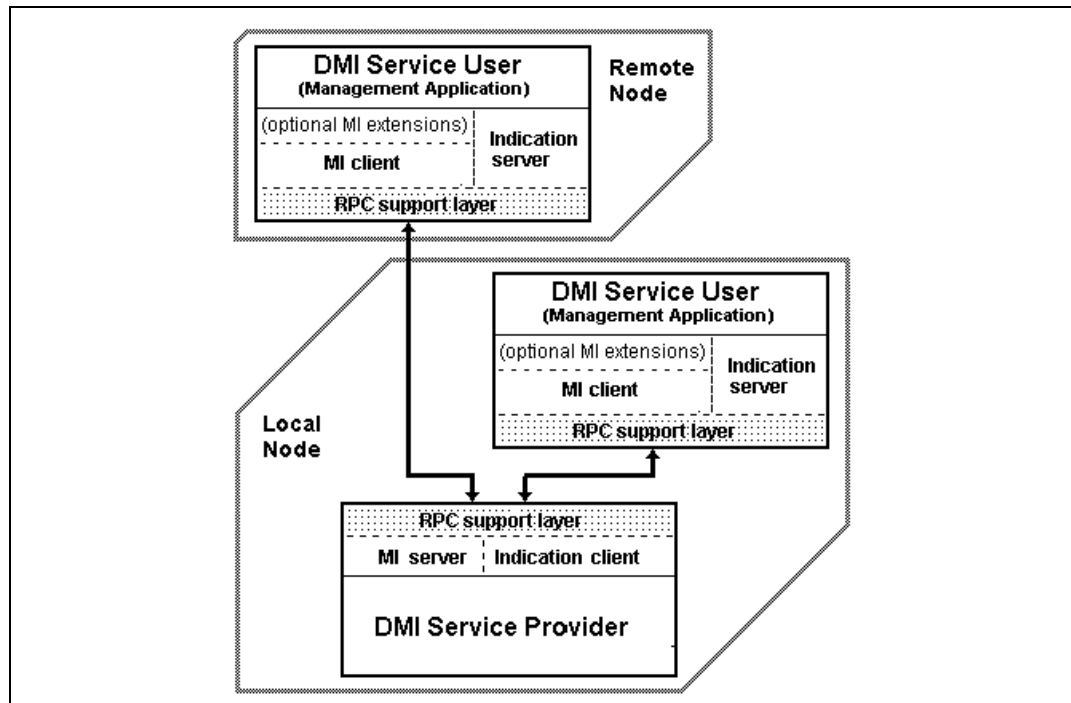 DMI Service User
(Management Application)
(optional MI extensions)
MI client
Indication
server
RPC support layer
Remote
Node
DMI Service User
(Management Application)
(optional MI extensions)
MI client
Indication
server
RPC support layer
Local
Node
RPC support layer
MI server
Indication client
DMI Service Provider